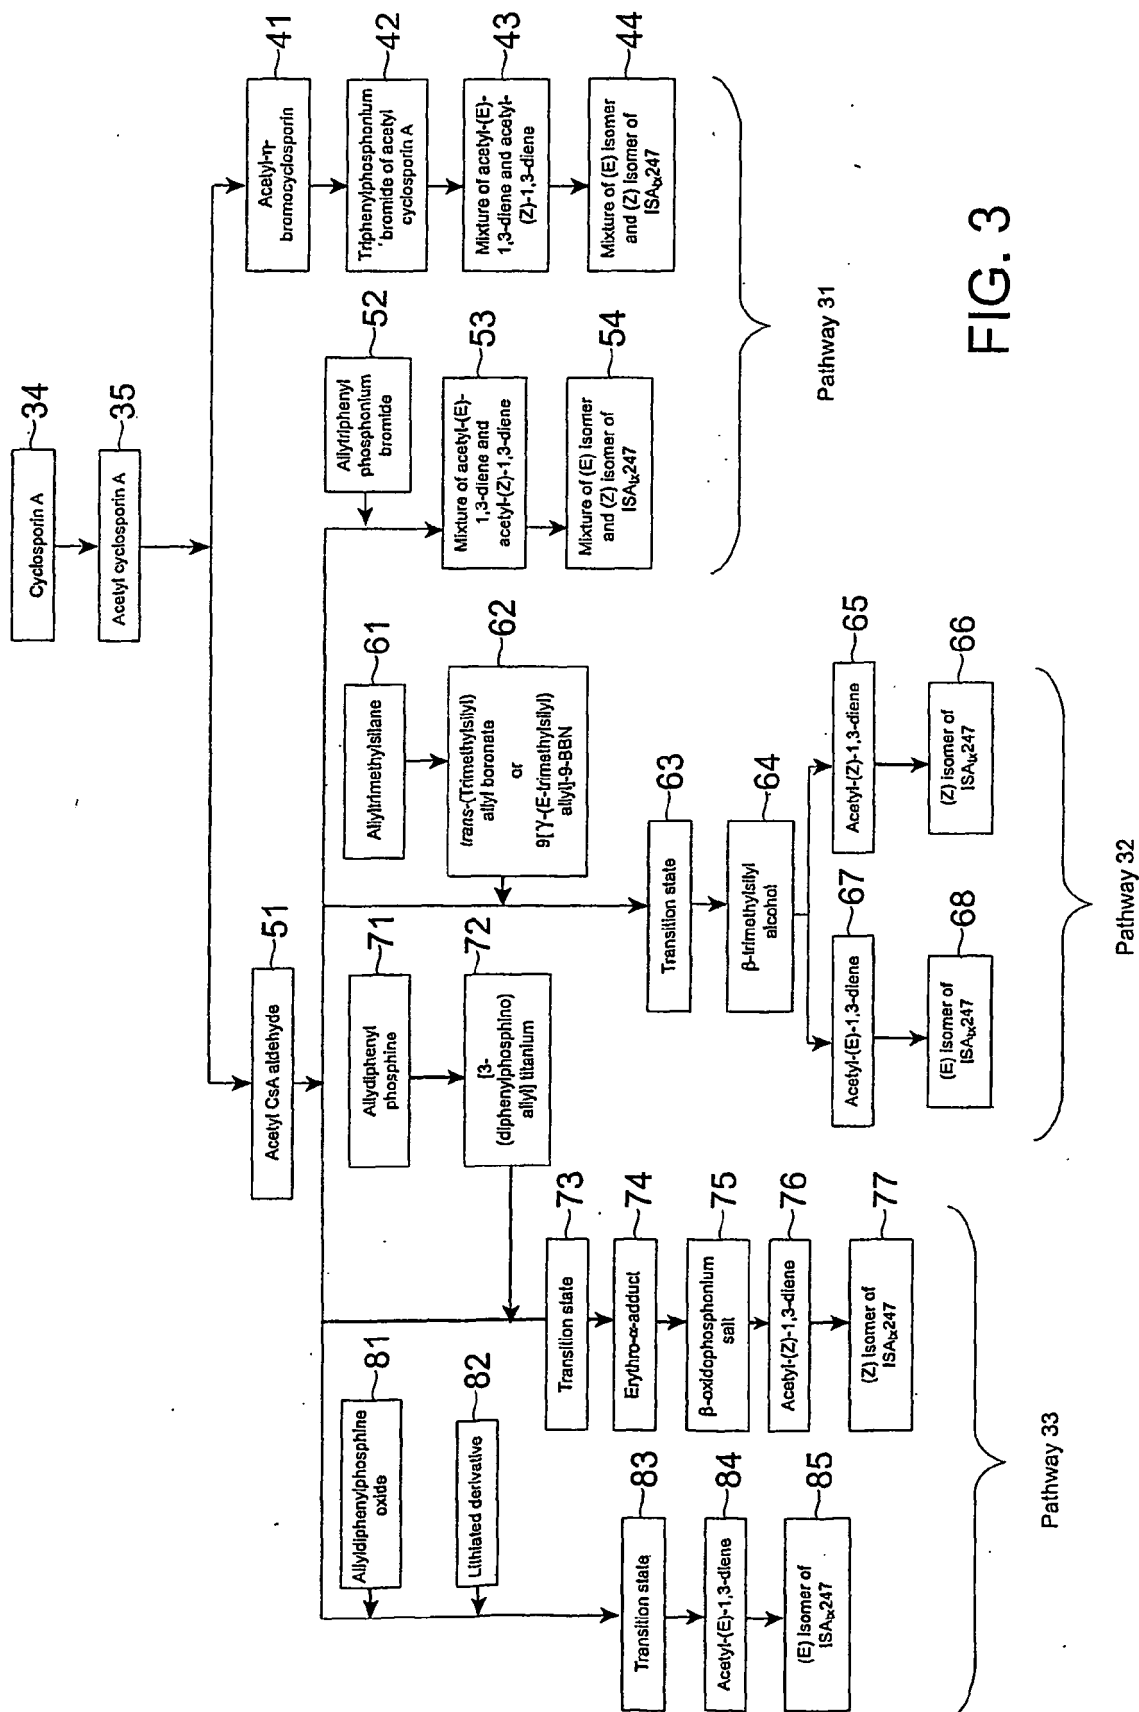 Cyclosporin A
34
Acetyl cyclosporin A
35
Acetyl-η-
bromocyclosporin
41
Triphenylphosphonium
bromide of acetyl
cyclosporin A
42
Mixture of acetyl-(E)-
1,3-diene and acetyl-
(Z)-1,3-diene
43
Mixture of (E) isomer
and (Z) isomer of
ISAtx247
44
Acetyl CsA aldehyde
51
Allytriphenyl
phosphonium
bromide
52
Mixture of acetyl-(E)-
1,3-diene and
acetyl-(Z)-1,3-diene
53
Mixture of (E) isomer
and (Z) isomer of
ISAtx247
54
Pathway 31
Allyltrimethylsilane
61
trans-(Trimethylsilyl)
allyl boronate
or
9[γ-(E-trimethylsilyl
allyl]-9-BBN
62
Transition state
63
β-trimethylsilyl
alcohol
64
Acetyl-(Z)-1,3-diene
65
(Z) isomer of
ISAtx247
66
Acetyl-(E)-1,3-diene
67
(E) isomer of
ISAtx247
68
Pathway 32
Allydiphenyl
phosphine
71
[3-
(diphenylphosphino)
allyl] titanium
72
Transition state
73
Erythro-α-adduct
74
β-oxidophosphonium
salt
75
Acetyl-(Z)-1,3-diene
76
(Z) isomer of
ISAtx247
77
Allyldiphenylphosphine
oxide
81
Lithiated derivative
82
Transition state
83
Acetyl-(E)-1,3-diene
84
(E) isomer of
ISAtx247
85
Pathway 33
FIG. 3